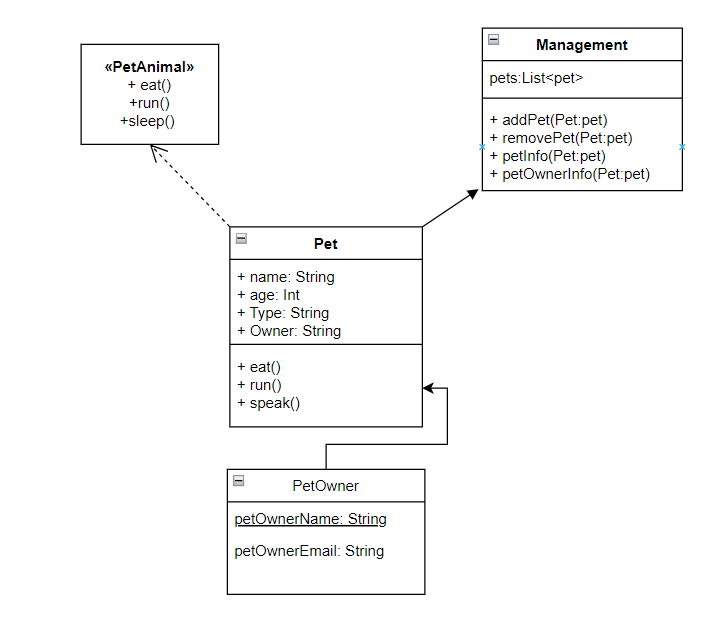 «PetAnimal»
+ eat()
+run()
+sleep()
Management
pets:List<pet>
+ addPet(Pet:pet)
+ removePet(Pet:pet)
+ petInfo(Pet:pet)
+ petOwnerInfo(Pet:pet)
Pet
+ name: String
+ age: Int
+ Type: String
+ Owner: String
+ eat()
+ run()
+ speak()
PetOwner
petOwnerName: String
petOwnerEmail: String